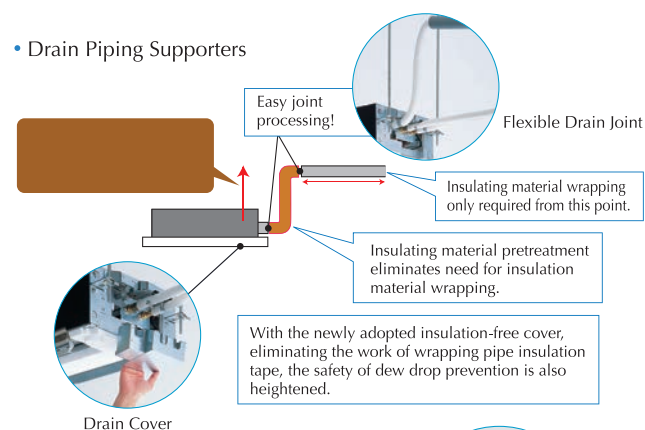 • Drain Piping Supporters
Easy joint
processing!
Flexible Drain Joint
Insulating material wrapping
only required from this point.
Insulating material pretreatment
eliminates need for insulation
material wrapping.
With the newly adopted insulation-free cover,
eliminating the work of wrapping pipe insulation
tape, the safety of dew drop prevention is also
heightened.
Drain Cover